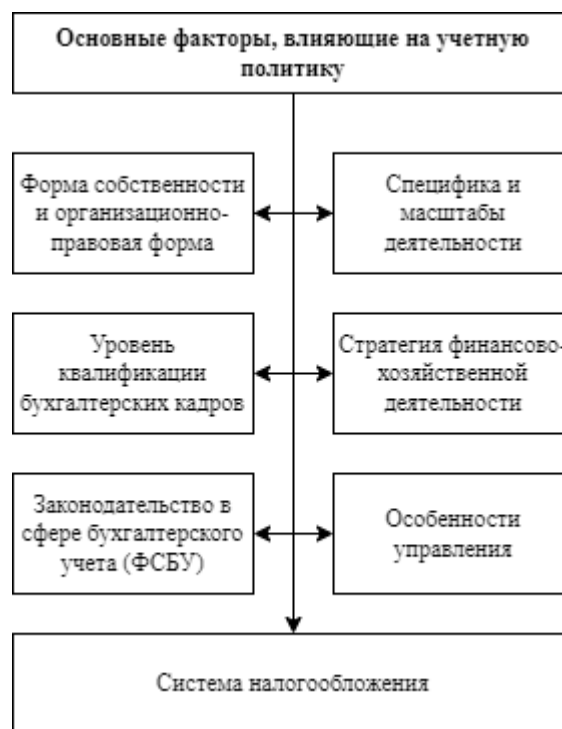 Основные факторы, влияющие на учетную
политику
Форма собственности
и организационно-
правовая форма
Специфика и
масштабы
деятельности
Уровень
квалификации
бухгалтерских кадров
Стратегия финансово-
хозяйственной
деятельности
Законодательство в
сфере бухгалтерского
учета (ФСБУ)
Особенности
управления
Система налогообложения